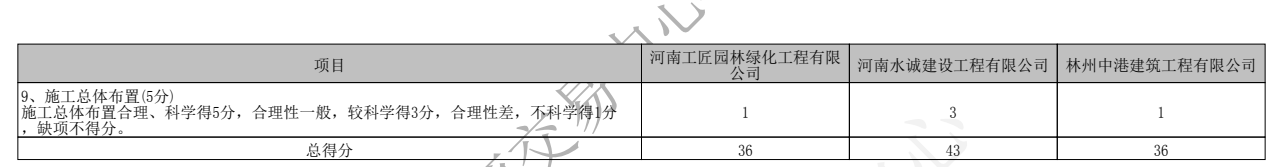 中心
项目 河南工匠园林绿化工程有限公司 河南水诚建设工程有限公司 林州中港建筑工程有限公司
9、施工总体布置(5分)
施工总体布置合理、科学得5分，合理性一般，较科学得3分，合理性差，不科学得1分
，缺项不得分。 1 3 1
总得分 36 43 36
交易
心